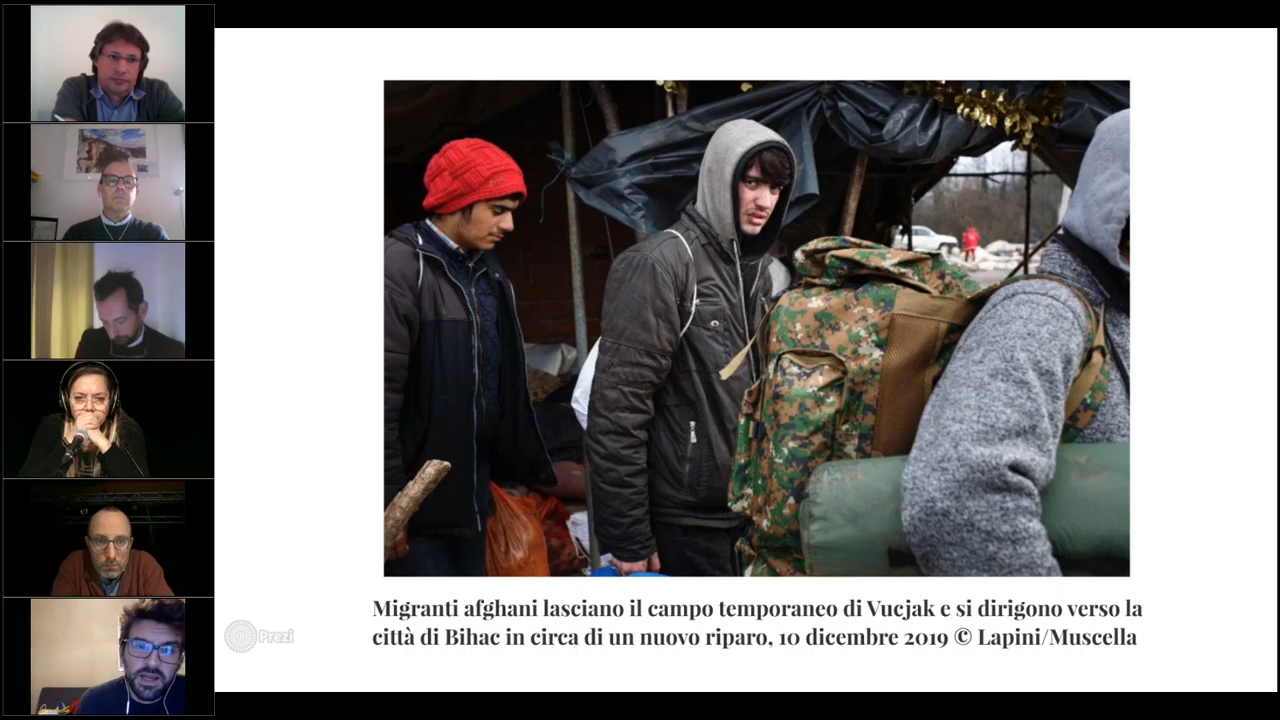 Migranti afghani lasciano il campo temporaneo di Vucjak e si dirigono verso la
città di Bihac in circa di un nuovo riparo, 10 dicembre 2019 © Lapini/Muscella
Prezi